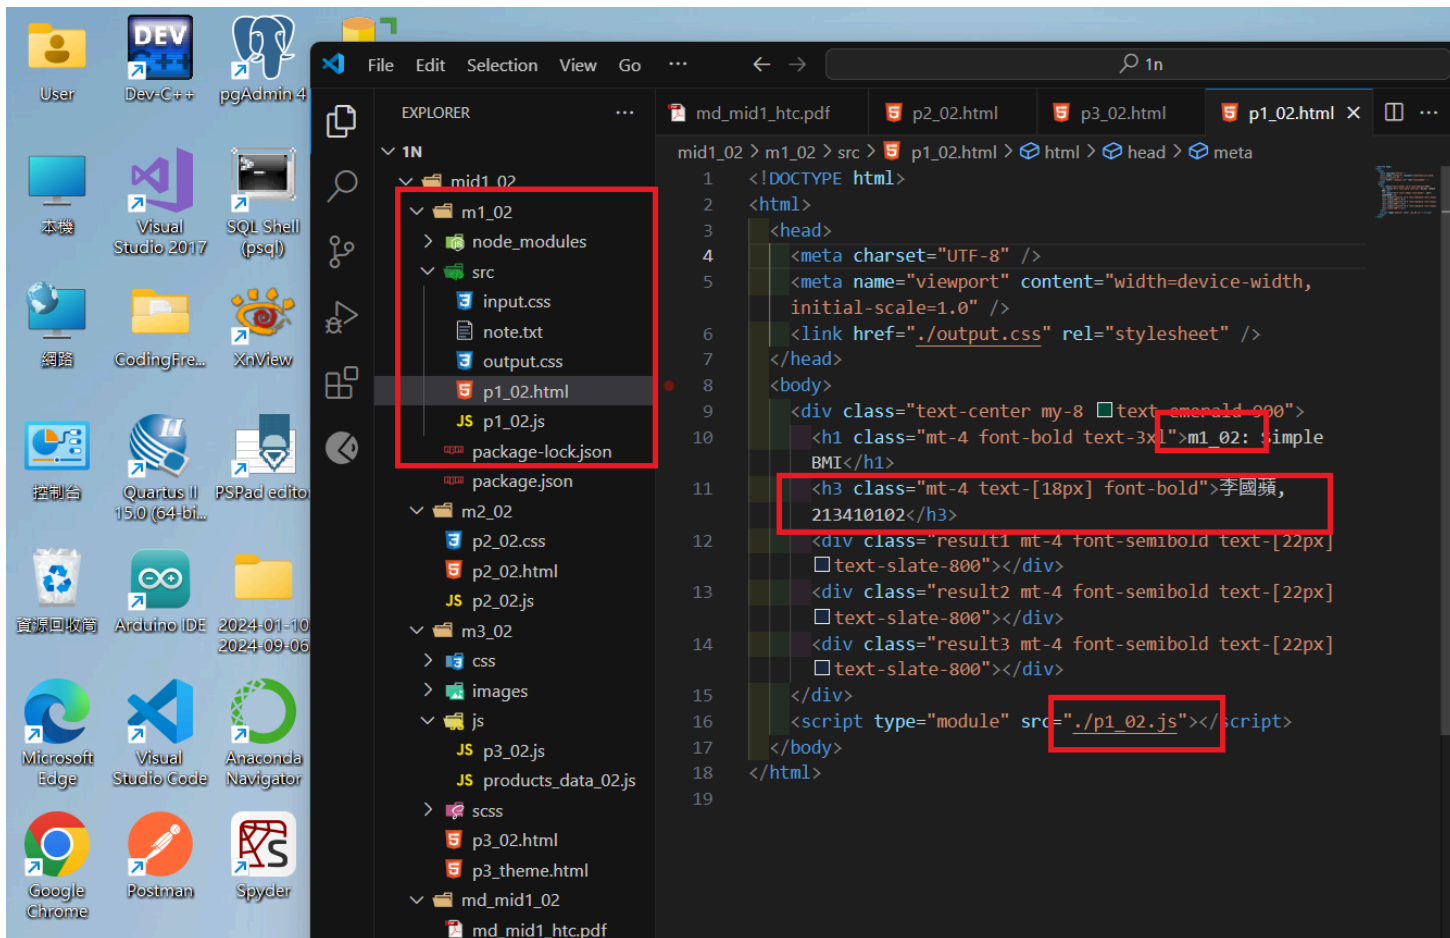 User
Dev-C++
pgAdmin 4
本機
Visual
Studio 2017
SQL Shell
(psql)
網路
CodingFre...
XnView
控制台
Quartus II
15.0 (64-bi...
PSPad edito
資源回收筒
Arduino IDE
2024-01-10
2024-09-06
Microsoft
Edge
Visual
Studio Code
Anaconda
Navigator
Google
Chrome
Postman
Spyder
File Edit Selection View Go ···
1n
EXPLORER ···
1N
mid1_02
m1_02
node_modules
src
input.css
note.txt
output.css
p1_02.html
JS p1_02.js
package-lock.json
package.json
m2_02
p2_02.css
p2_02.html
JS p2_02.js
m3_02
css
images
js
JS p3_02.js
JS products_data_02.js
scss
p3_02.html
p3_theme.html
md_mid1_02
md_mid1_htc.pdf
md_mid1_htc.pdf p2_02.html p3_02.html p1_02.html
mid1_02 > m1_02 > src > p1_02.html > html > head > meta
1 <!DOCTYPE html>
2 <html>
3 <head>
4 <meta charset="UTF-8" />
5 <meta name="viewport" content="width=device-width,
initial-scale=1.0" />
6 <link href="./output.css" rel="stylesheet" />
7 </head>
8 <body>
9 <div class="text-center my-8 text-emerald-900">
10 <h1 class="mt-4 font-bold text-3xl">m1_02: Simple
BMI</h1>
11 <h3 class="mt-4 text-[18px] font-bold">李國蘋,
213410102</h3>
12 <div class="result1 mt-4 font-semibold text-[22px]
text-slate-800"></div>
13 <div class="result2 mt-4 font-semibold text-[22px]
text-slate-800"></div>
14 <div class="result3 mt-4 font-semibold text-[22px]
text-slate-800"></div>
15 </div>
16 <script type="module" src="./p1_02.js"></script>
17 </body>
18 </html>
19